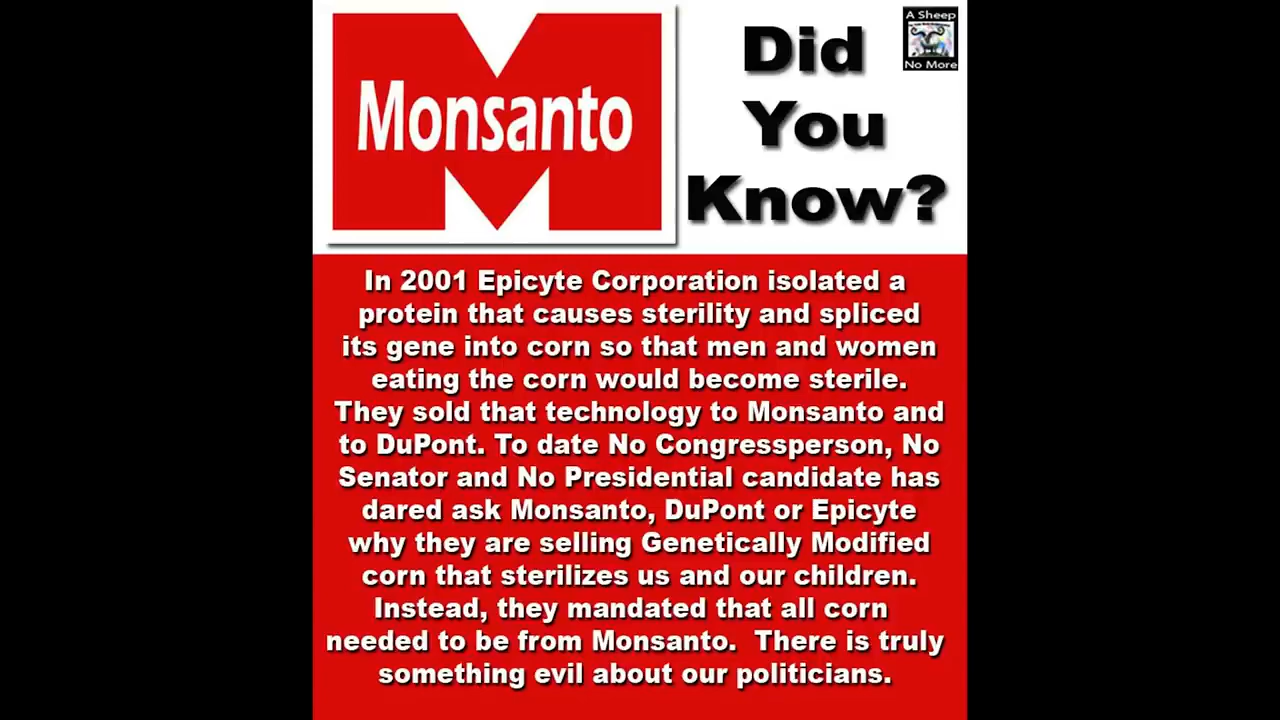 Monsanto
Did
You
Know?
A Sheep
No More
In 2001 Epicyte Corporation isolated a
protein that causes sterility and spliced
its gene into corn so that men and women
eating the corn would become sterile.
They sold that technology to Monsanto and
to DuPont. To date No Congressperson, No
Senator and No Presidential candidate has
dared ask Monsanto, DuPont or Epicyte
why they are selling Genetically Modified
corn that sterilizes us and our children.
Instead, they mandated that all corn
needed to be from Monsanto. There is truly
something evil about our politicians.